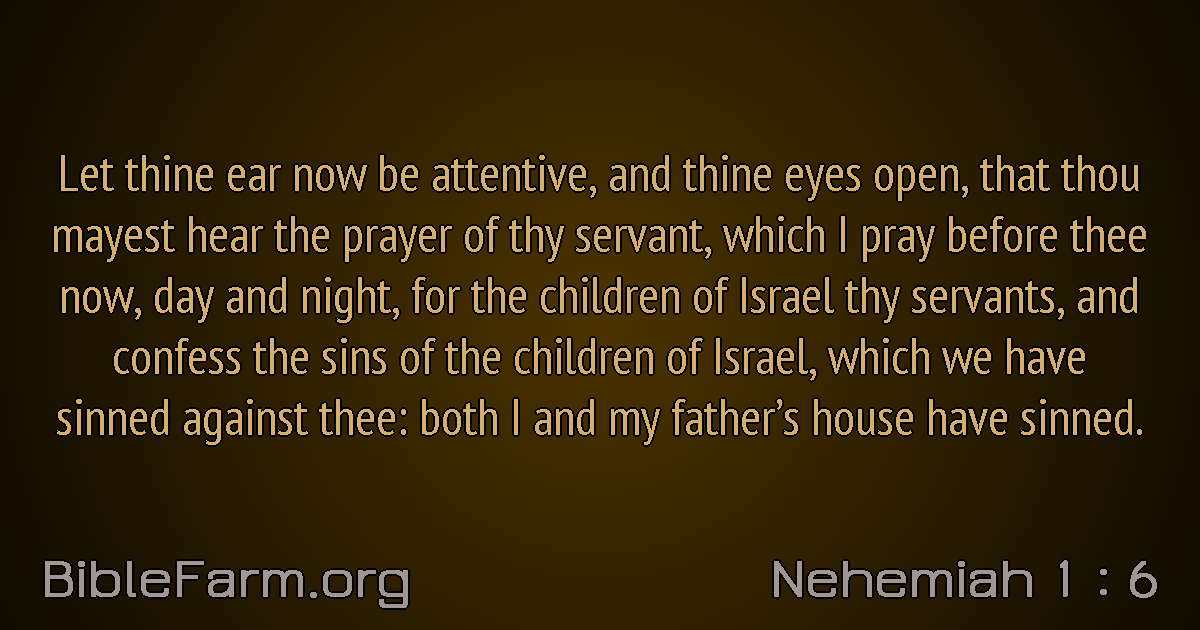 Let thine ear now be attentive, and thine eyes open, that thou
mayest hear the prayer of thy servant, which I pray before thee
now, day and night, for the children of Israel thy servants, and
confess the sins of the children of Israel, which we have
sinned against thee: both I and my father’s house have sinned.
BibleFarm.org
Nehemiah 1 : 6